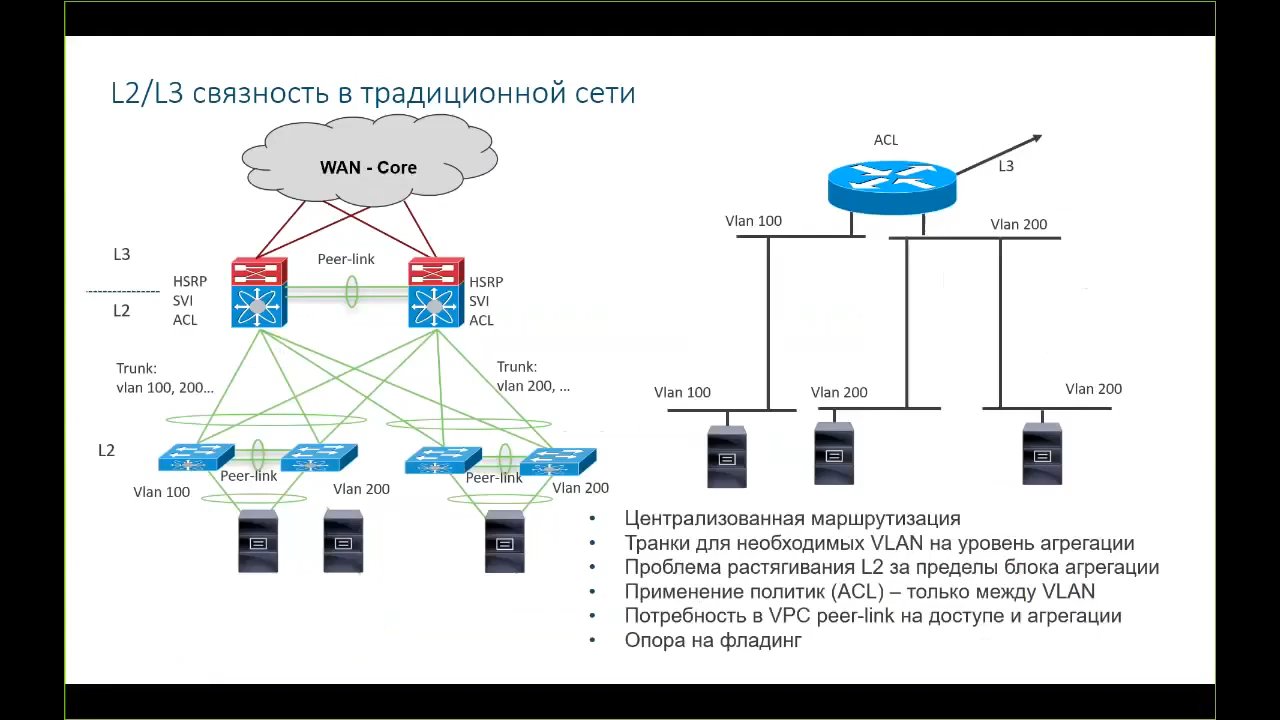 L2/L3 связность в традиционной сети
WAN - Core
L3
L2
HSRP
SVI
ACL
Peer-link
HSRP
SVI
ACL
Trunk:
vlan 100, 200...
Trunk:
vlan 200, ...
L2
Peer-link
Peer-link
Vlan 100
Vlan 200
Vlan 200
ACL
L3
Vlan 100
Vlan 200
Vlan 100
Vlan 200
Vlan 200
• Централизованная маршрутизация
• Транки для необходимых VLAN на уровень агрегации
• Проблема растягивания L2 за пределы блока агрегации
• Применение политик (ACL) – только между VLAN
• Потребность в VPC peer-link на доступе и агрегации
• Опора на фладинг